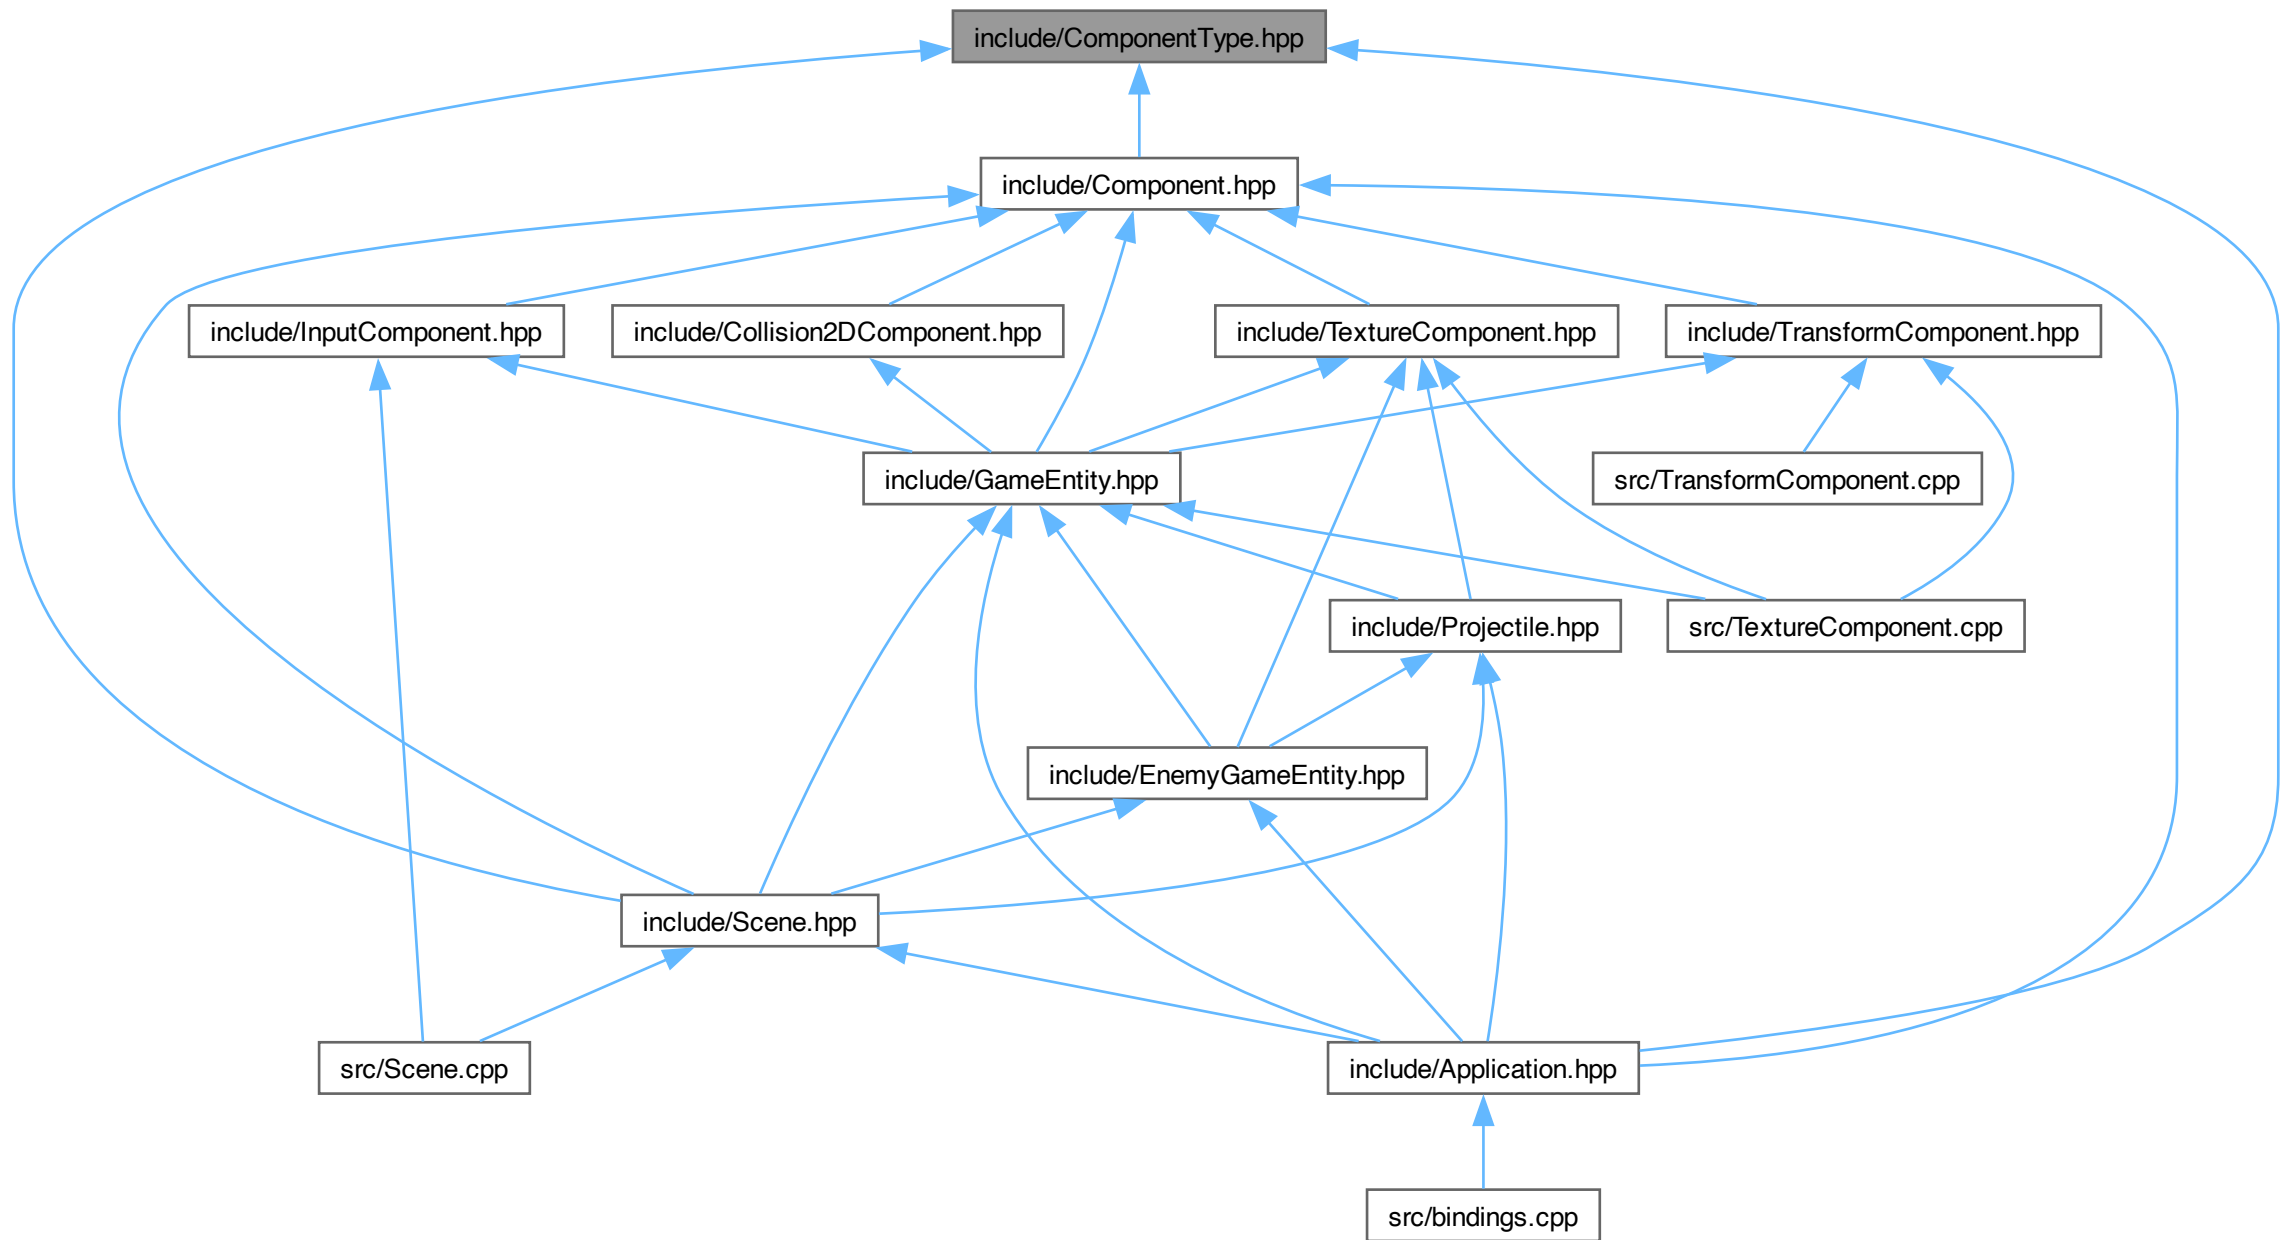 include/ComponentType.hpp
include/Component.hpp
include/InputComponent.hpp
include/Collision2DComponent.hpp
include/TextureComponent.hpp
include/TransformComponent.hpp
include/GameEntity.hpp
src/TransformComponent.cpp
include/Projectile.hpp
src/TextureComponent.cpp
include/EnemyGameEntity.hpp
include/Scene.hpp
src/Scene.cpp
include/Application.hpp
src/bindings.cpp